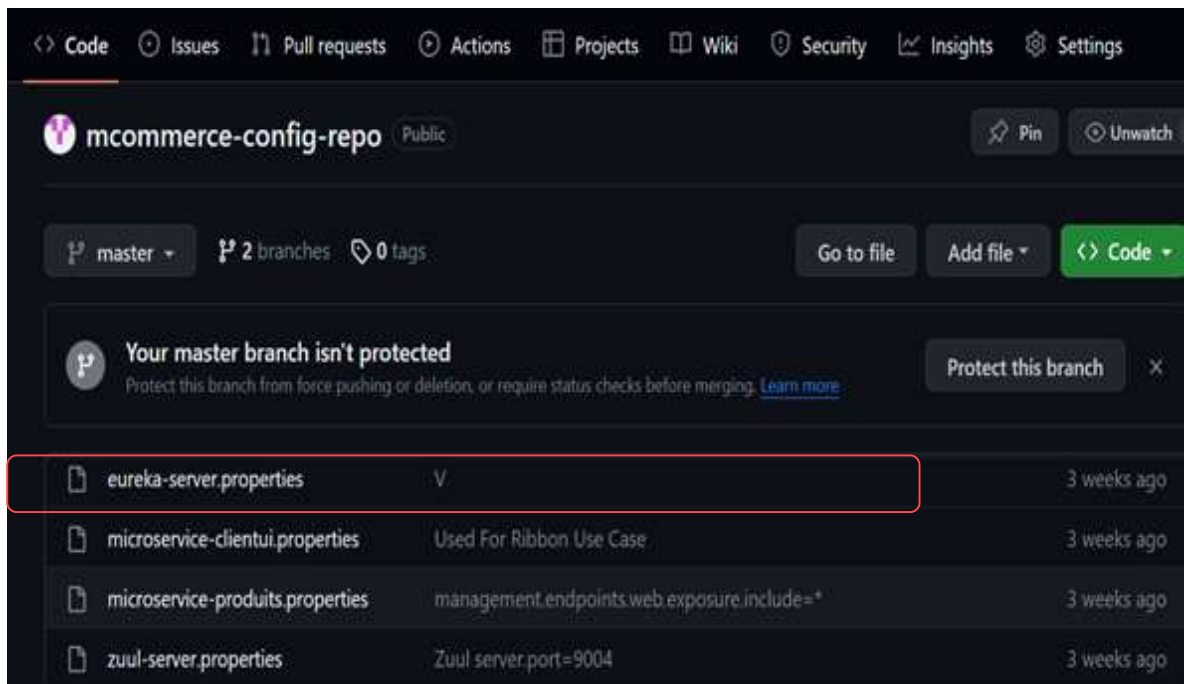 Code Issues Pull requests Actions Projects Wiki Security Insights Settings
mcommerce-config-repo Public Pin Unwatch
master 2 branches 0 tags Go to file Add file Code
Your master branch isn't protected
Protect this branch from force pushing or deletion, or require status checks before merging. Learn more
Protect this branch
eureka-server.properties V 3 weeks ago
microservice-clientui.properties Used For Ribbon Use Case 3 weeks ago
microservice-produits.properties management.endpoints.web.exposure.include=* 3 weeks ago
zuul-server.properties Zuul server.port=9004 3 weeks ago